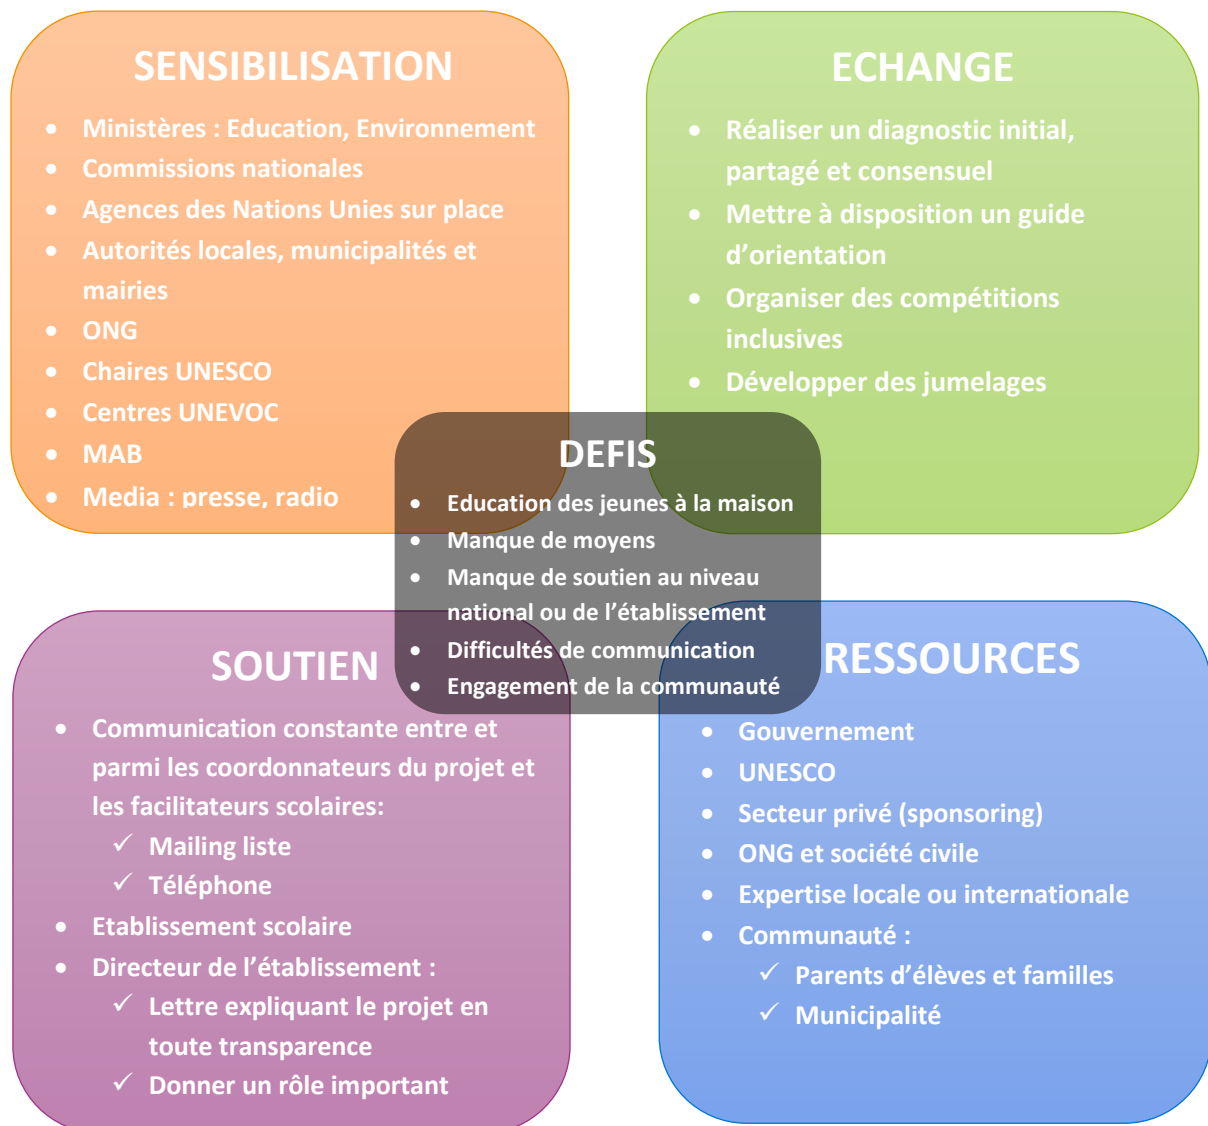 SENSIBILISATION
• Ministères : Education, Environnement
• Commissions nationales
• Agences des Nations Unies sur place
• Autorités locales, municipalités et
mairies
• ONG
• Chaires UNESCO
• Centres UNEVOC
• MAB
• Media : presse, radio
ECHANGE
• Réaliser un diagnostic initial,
partagé et consensuel
• Mettre à disposition un guide
d’orientation
• Organiser des compétitions
inclusives
• Développer des jumelages
DEFIS
• Education des jeunes à la maison
• Manque de moyens
• Manque de soutien au niveau
national ou de l’établissement
• Difficultés de communication
• Engagement de la communauté
SOUTIEN
• Communication constante entre et
parmi les coordonnateurs du projet et
les facilitateurs scolaires:
✓ Mailing liste
✓ Téléphone
• Etablissement scolaire
• Directeur de l’établissement :
✓ Lettre expliquant le projet en
toute transparence
✓ Donner un rôle important
RESSOURCES
• Gouvernement
• UNESCO
• Secteur privé (sponsoring)
• ONG et société civile
• Expertise locale ou internationale
• Communauté :
✓ Parents d’élèves et familles
✓ Municipalité